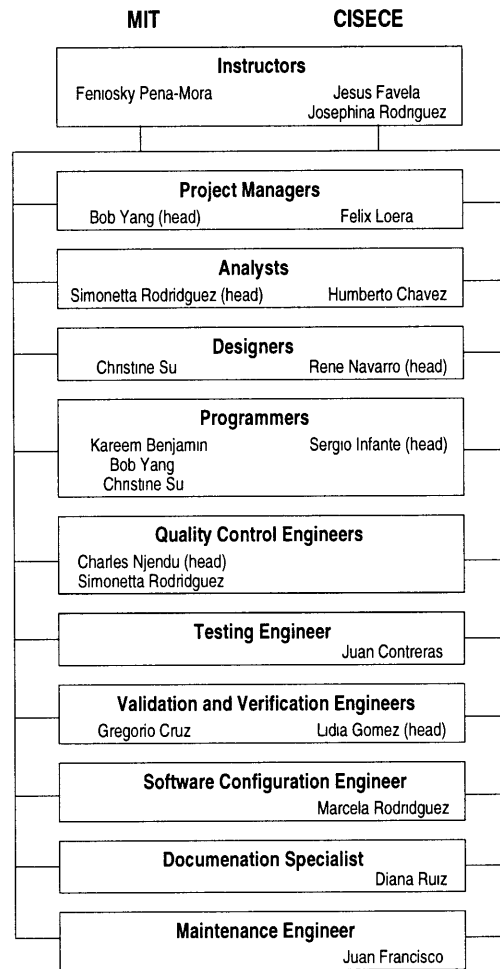 MIT CISECE
Instructors
Feniosky Pena-Mora Jesus Favela
Josephina Rodriguez
Project Managers
Bob Yang (head) Felix Loera
Analysts
Simonetta Rodridguez (head) Humberto Chavez
Designers
Christine Su Rene Navarro (head)
Programmers
Kareem Benjamin Sergio Infante (head)
Bob Yang
Christine Su
Quality Control Engineers
Charles Njendu (head)
Simonetta Rodridguez
Testing Engineer
Juan Contreras
Validation and Verification Engineers
Gregorio Cruz Lidia Gomez (head)
Software Configuration Engineer
Marcela Rodridguez
Documenation Specialist
Diana Ruiz
Maintenance Engineer
Juan Francisco